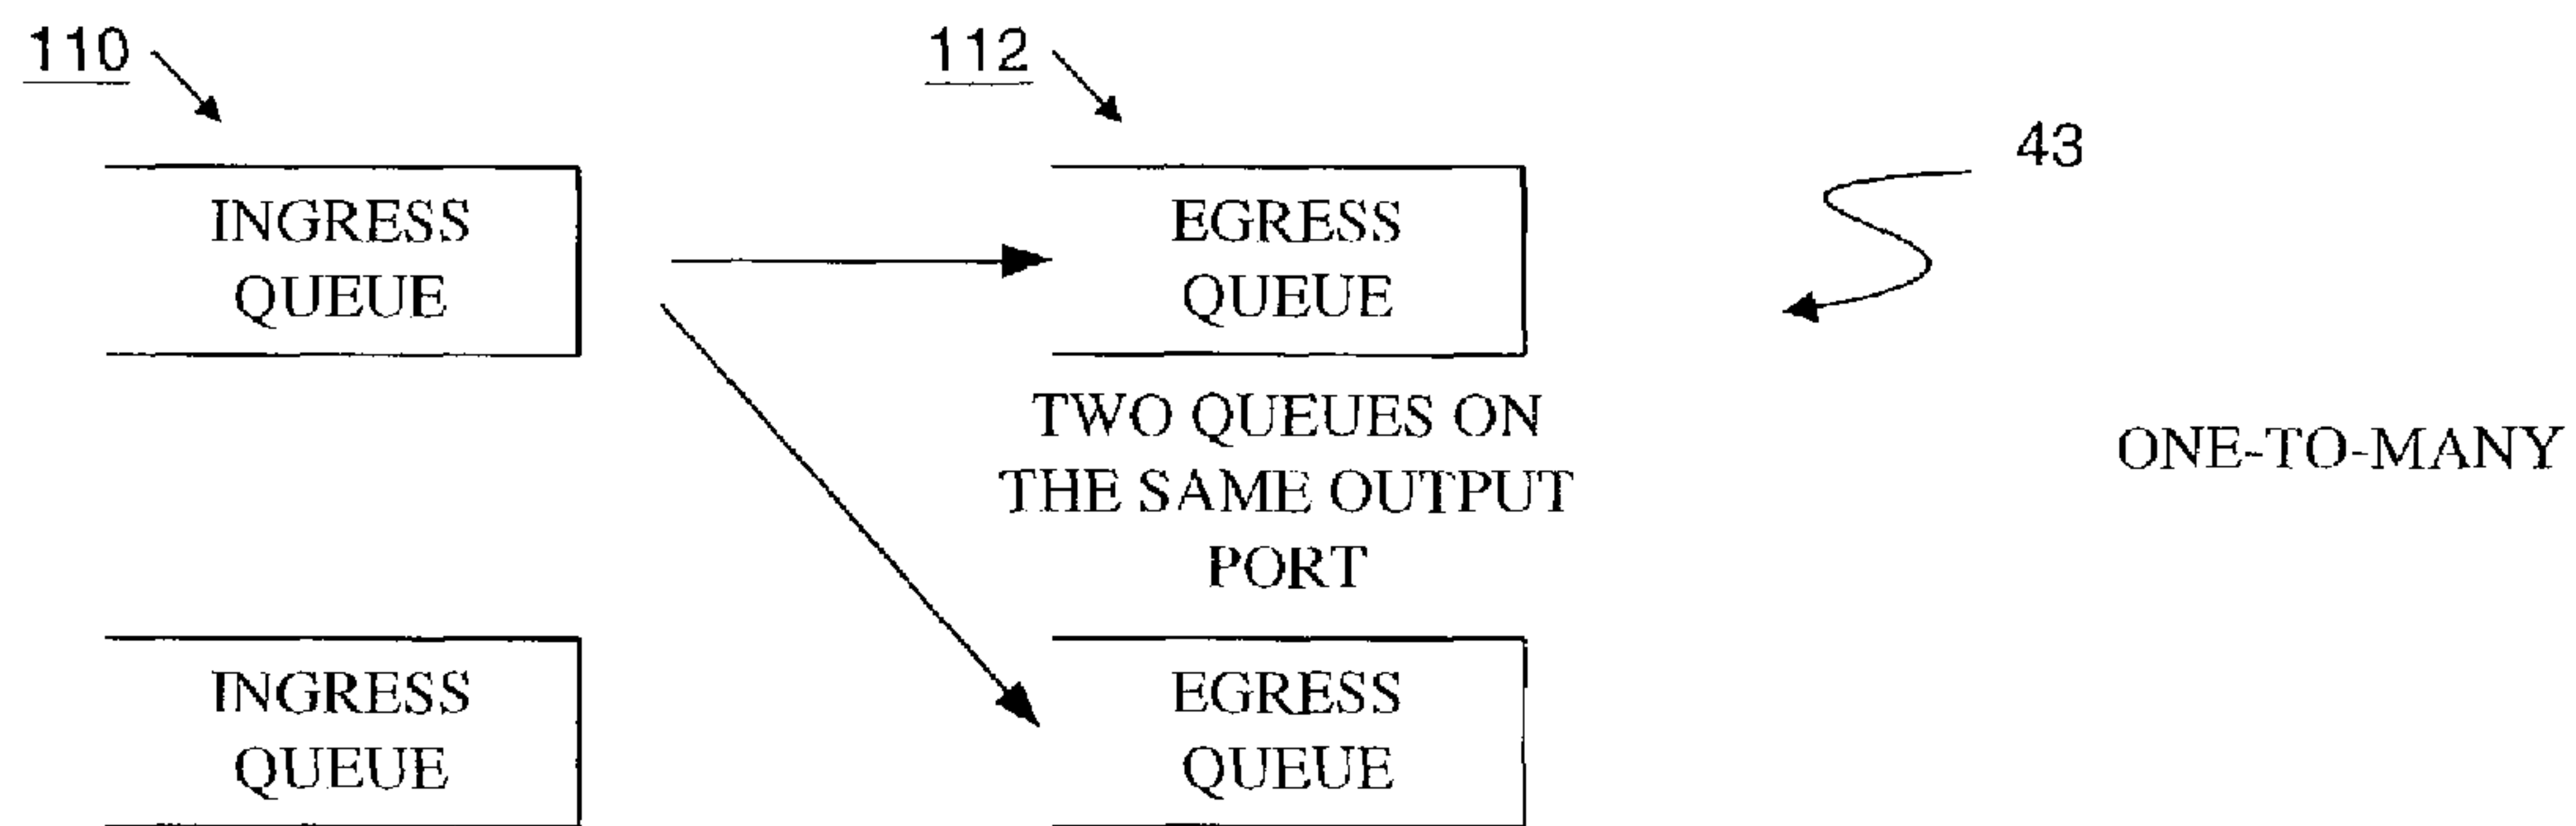 110
112
43
INGRESS
QUEUE
EGRESS
QUEUE
TWO QUEUES ON
THE SAME OUTPUT
PORT
ONE-TO-MANY
INGRESS
QUEUE
EGRESS
QUEUE